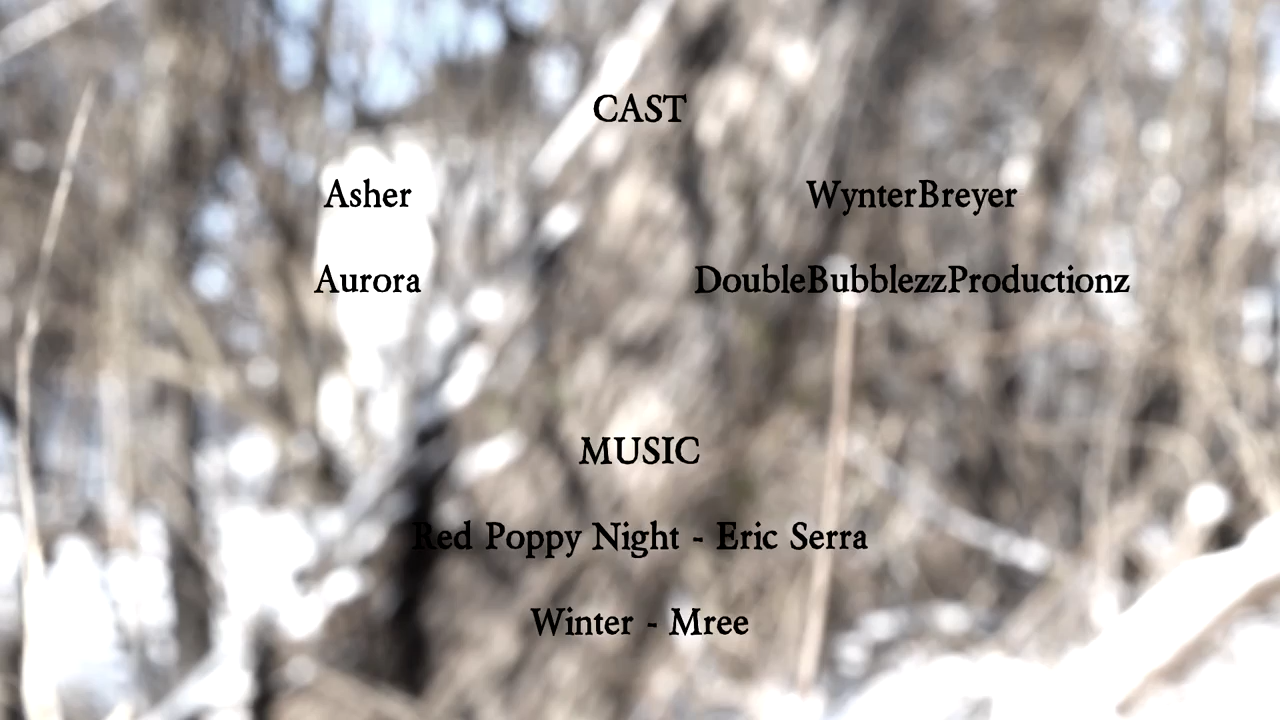 CAST
Asher WynterBreyer
Aurora DoubleBubblezzProductionz
MUSIC
Red Poppy Night - Eric Serra
Winter - Mree